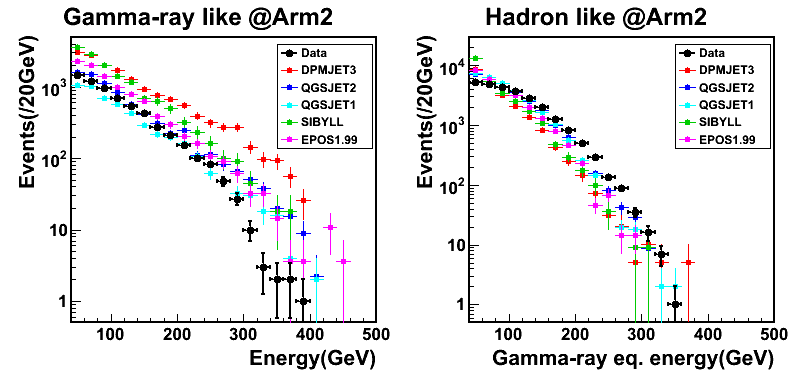 Gamma-ray like @Arm2
Events(/20GeV)
10³
10²
10
1
Data
DPMJET3
QGSJET2
QGSJET1
SIBYLL
EPOS1.99
100 200 300 400 500
Energy(GeV)
Hadron like @Arm2
Events(/20GeV)
10⁴
10³
10²
10
1
Data
DPMJET3
QGSJET2
QGSJET1
SIBYLL
EPOS1.99
100 200 300 400 500
Gamma-ray eq. energy(GeV)